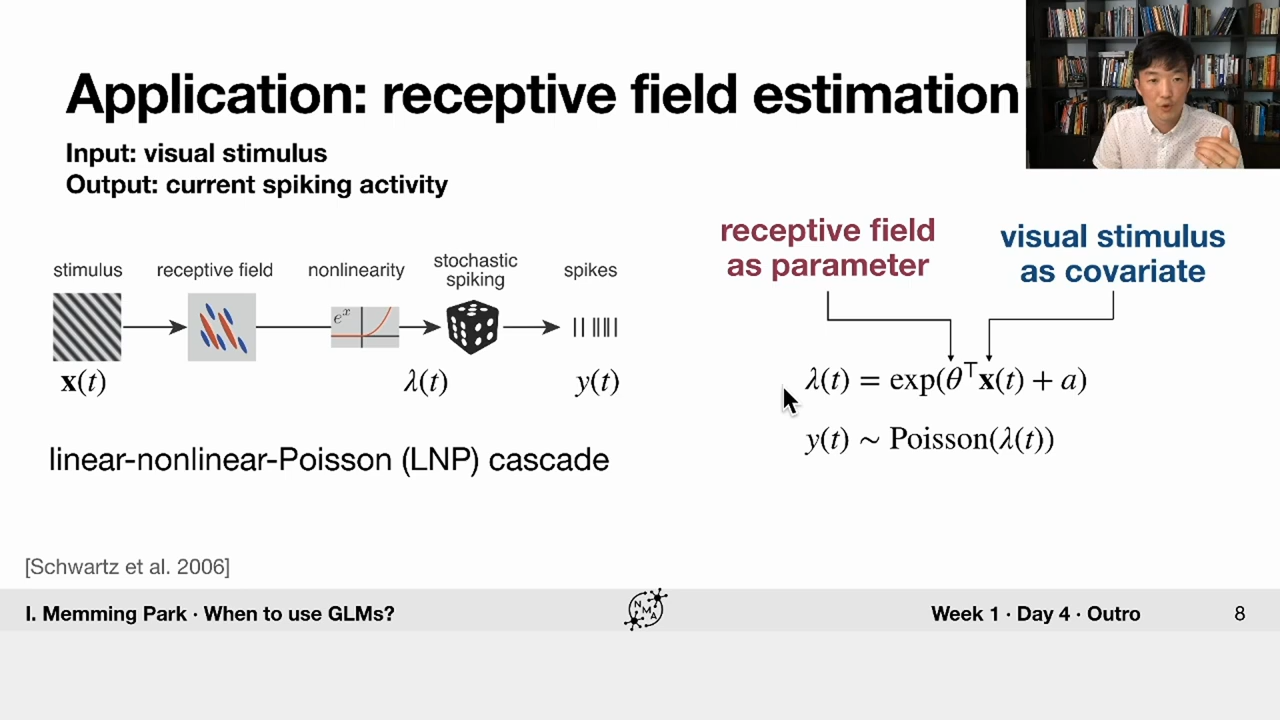 Application: receptive field estimation
Input: visual stimulus
Output: current spiking activity
stimulus
receptive field
nonlinearity
stochastic
spiking
spikes
eˣ
x(t)
λ(t)
y(t)
linear-nonlinear-Poisson (LNP) cascade
receptive field
as parameter
visual stimulus
as covariate
λ(t) = exp(θ⊤x(t) + a)
y(t) ∼ Poisson(λ(t))
[Schwartz et al. 2006]
I. Memming Park · When to use GLMs?
NMA
Week 1 · Day 4 · Outro
8